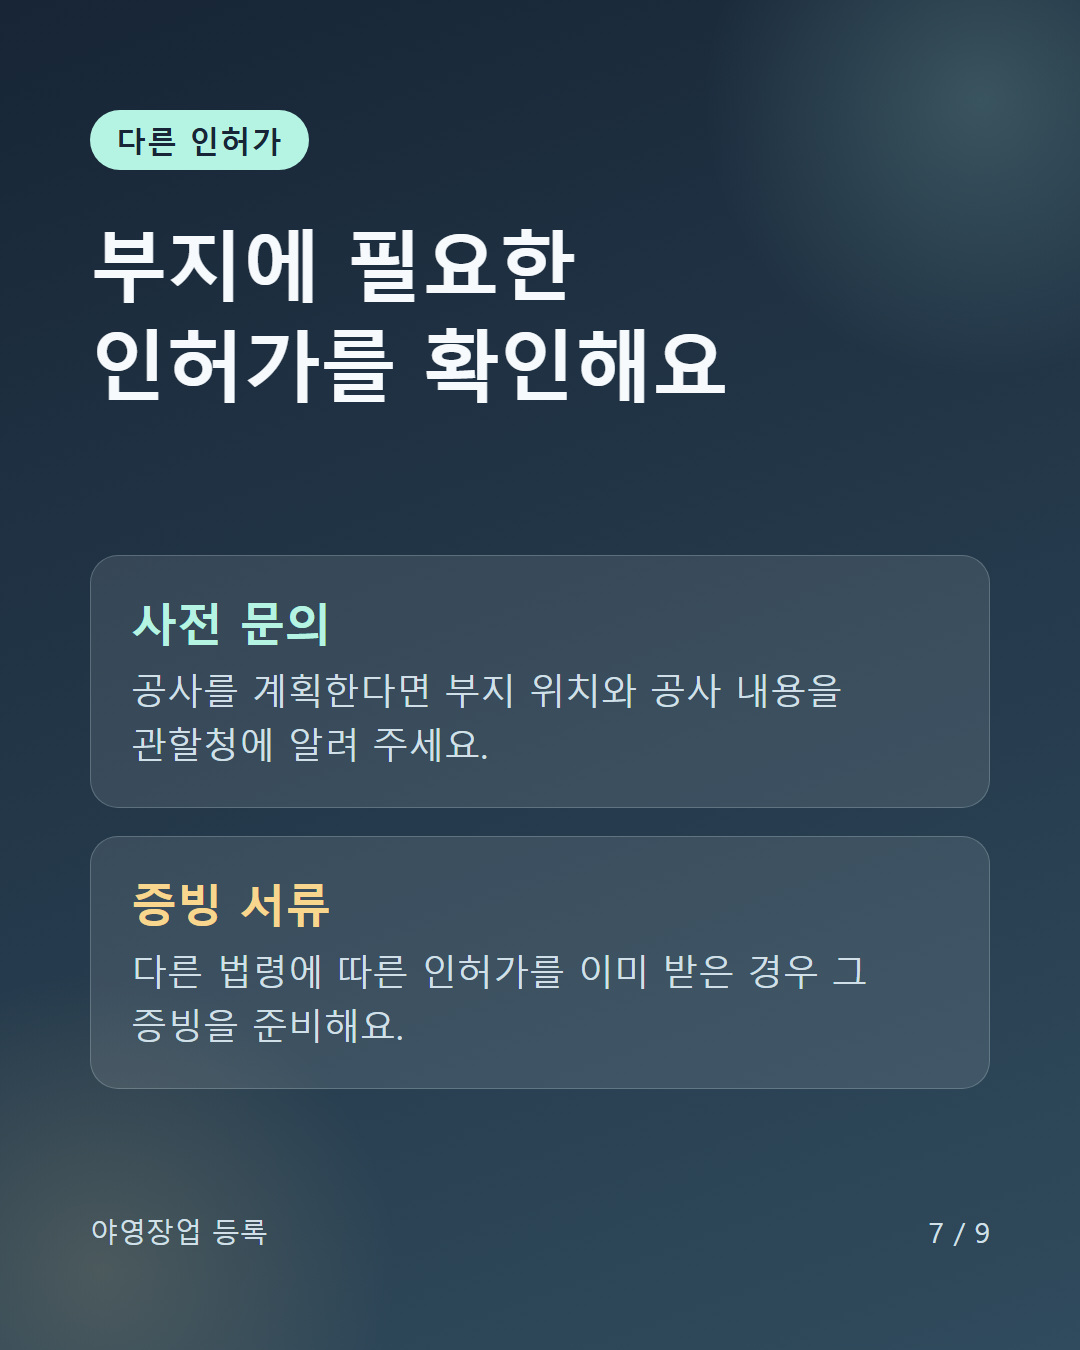 다른 인허가
부지에 필요한
인허가를 확인해요
사전 문의
공사를 계획한다면 부지 위치와 공사 내용을
관할청에 알려 주세요.
증빙 서류
다른 법령에 따른 인허가를 이미 받은 경우 그
증빙을 준비해요.
야영장업 등록
7 / 9